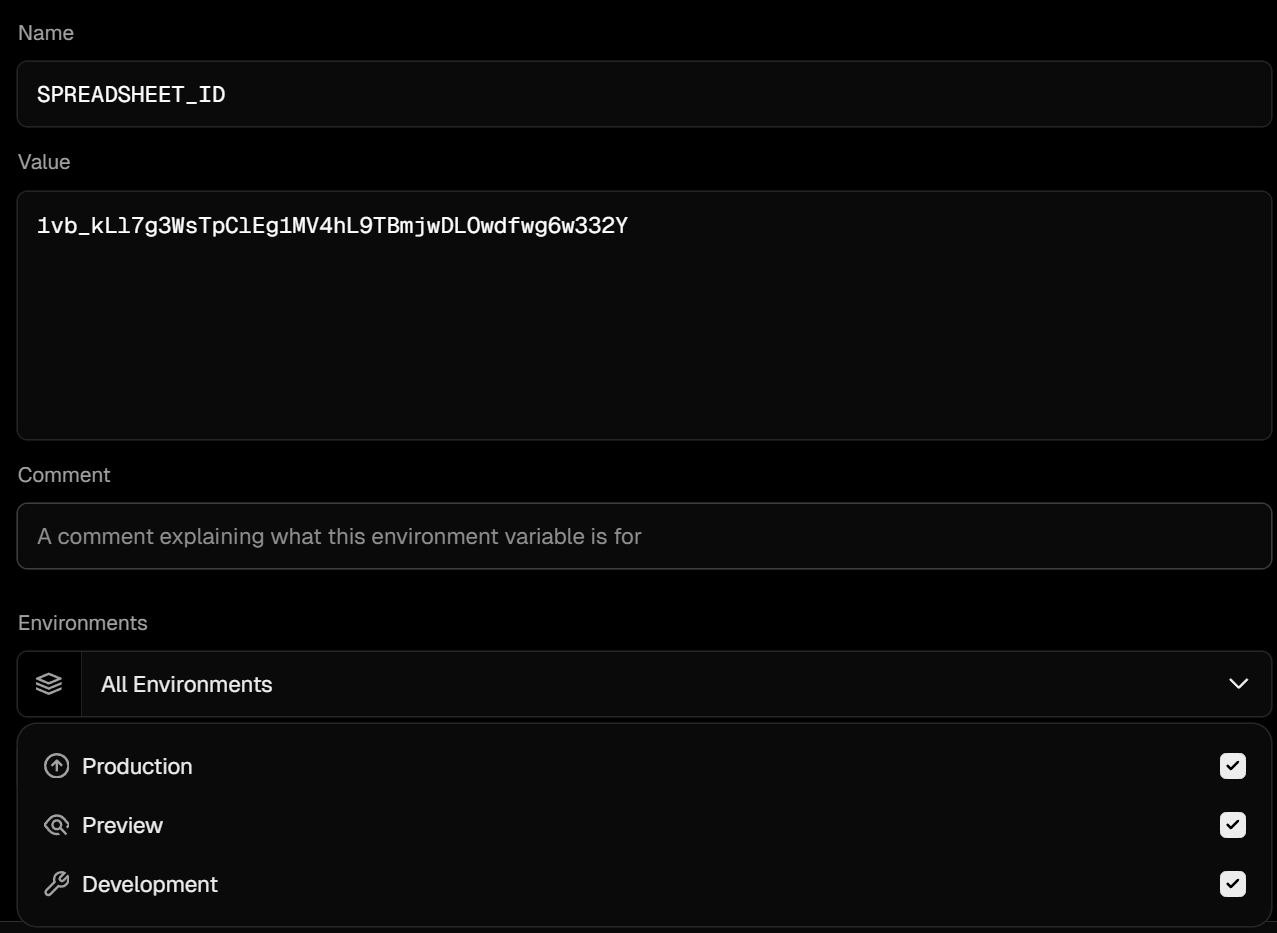 Name
SPREADSHEET_ID
Value
1vb_kLl7g3WsTpClEg1MV4hL9TBmjwDLOwdfwg6w332Y
Comment
A comment explaining what this environment variable is for
Environments
All Environments
Production
Preview
Development